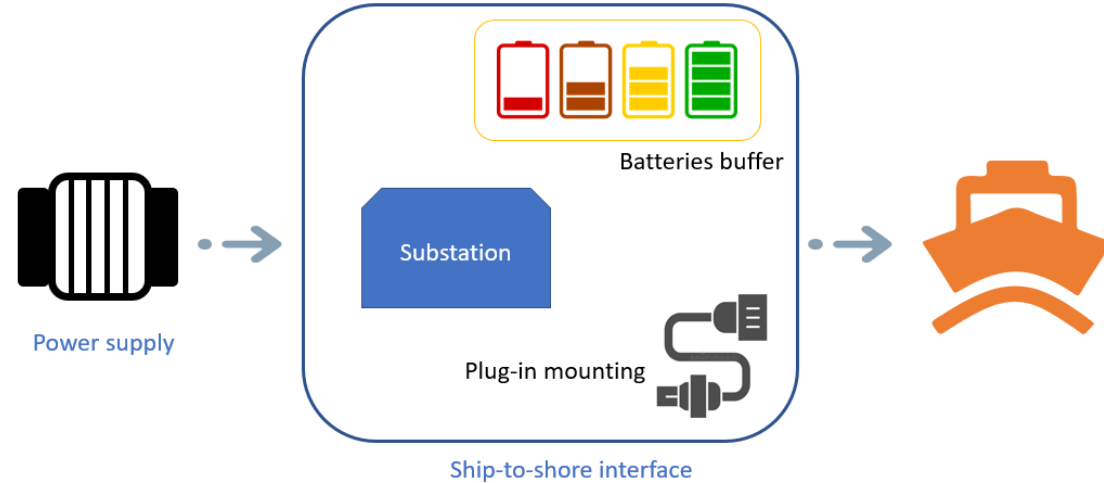 Batteries buffer
Substation
Power supply
Plug-in mounting
Ship-to-shore interface